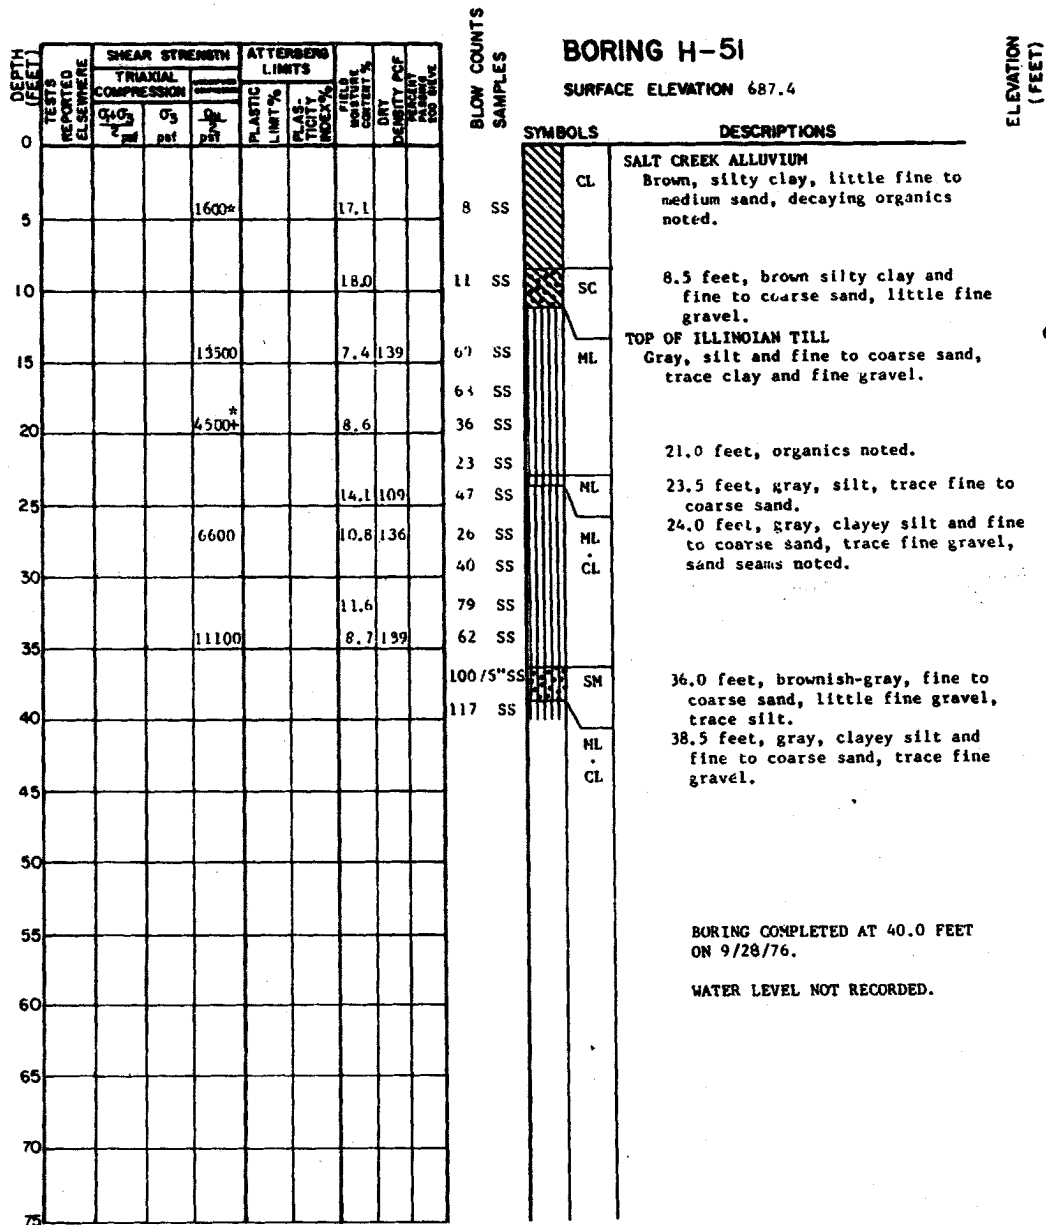 BORING H-51
SURFACE ELEVATION 687.4
DEPTH (FEET)
TESTS REPORTED ELSEWHERE
SHEAR STRENGTH
TRIAXIAL COMPRESSION
σ3 psf
psf
ATTERBERG LIMITS
PLASTIC LIMIT %
PLAS- TICITY INDEX %
FIELD MOISTURE CONTENT %
DRY DENSITY PCF
PERCENT PASSING 200 SIEVE
BLOW COUNTS
SAMPLES
SYMBOLS
DESCRIPTIONS
ELEVATION (FEET)
0
SALT CREEK ALLUVIUM
CL Brown, silty clay, little fine to
medium sand, decaying organics
noted.
1600* 17.1 8 SS
5
18.0 11 SS
SC 8.5 feet, brown silty clay and
fine to coarse sand, little fine
gravel.
10
TOP OF ILLINOIAN TILL
13500 7.4 139 SS
ML Gray, silt and fine to coarse sand,
trace clay and fine gravel.
15
SS
*
4500+ 8.6 36 SS
20
21.0 feet, organics noted.
23 SS
14.1 109 47 SS
ML 23.5 feet, gray, silt, trace fine to
coarse sand.
25
6600 10.8 136 26 SS
ML . CL 24.0 feet, gray, clayey silt and fine
to coarse sand, trace fine gravel,
sand seams noted.
40 SS
30
11.6 79 SS
11100 8.7 139 62 SS
35
100/5" SS
SM 36.0 feet, brownish-gray, fine to
coarse sand, little fine gravel,
trace silt.
117 SS
40
ML . CL 38.5 feet, gray, clayey silt and
fine to coarse sand, trace fine
gravel.
45
50
55
BORING COMPLETED AT 40.0 FEET
ON 9/28/76.
60
WATER LEVEL NOT RECORDED.
65
70
75